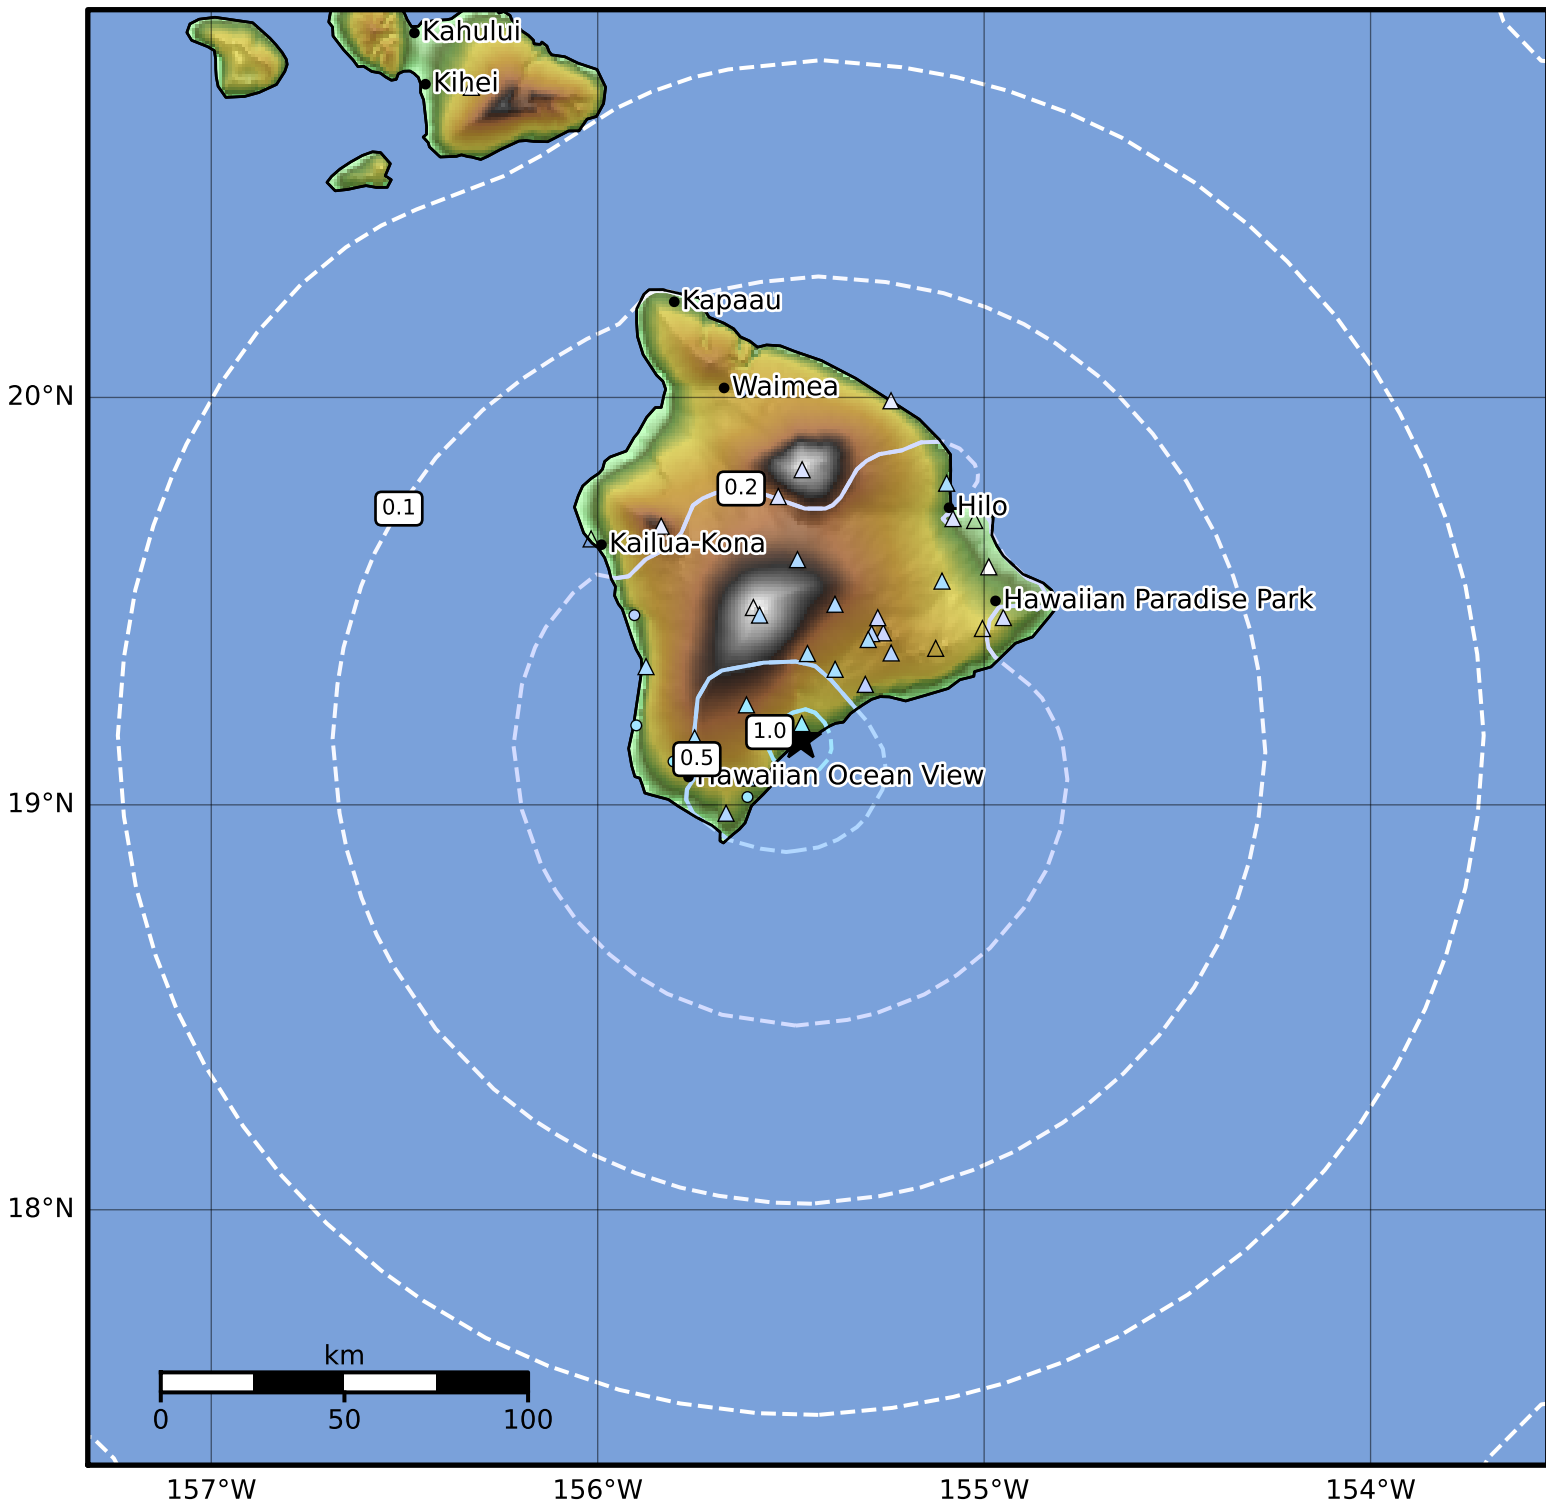 Kahului
Kihei
Kapaau
20°N
Waimea
0.2
0.1
Hilo
Kailua-Kona
Hawaiian Paradise Park
1.0
0.5
Hawaiian Ocean View
19°N
18°N
km
0 50 100
157°W 156°W 155°W 154°W